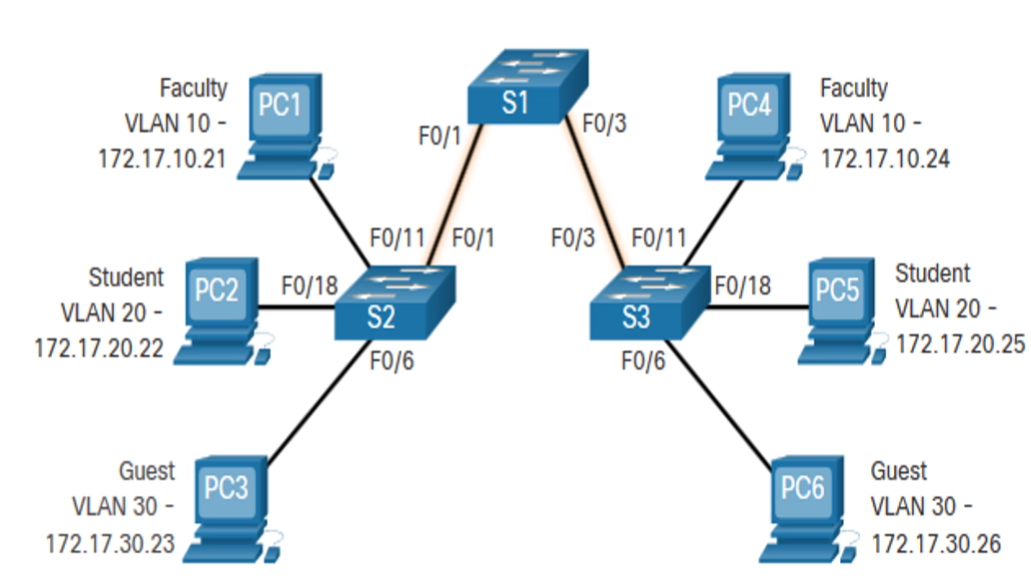 Faculty
VLAN 10 -
172.17.10.21
PC1
S1
F0/1
F0/3
PC4
Faculty
VLAN 10 -
172.17.10.24
F0/11
F0/1
F0/3
F0/11
Student
VLAN 20 -
172.17.20.22
PC2
F0/18
S2
F0/6
S3
F0/6
F0/18
PC5
Student
VLAN 20 -
172.17.20.25
Guest
VLAN 30 -
172.17.30.23
PC3
PC6
Guest
VLAN 30 -
172.17.30.26